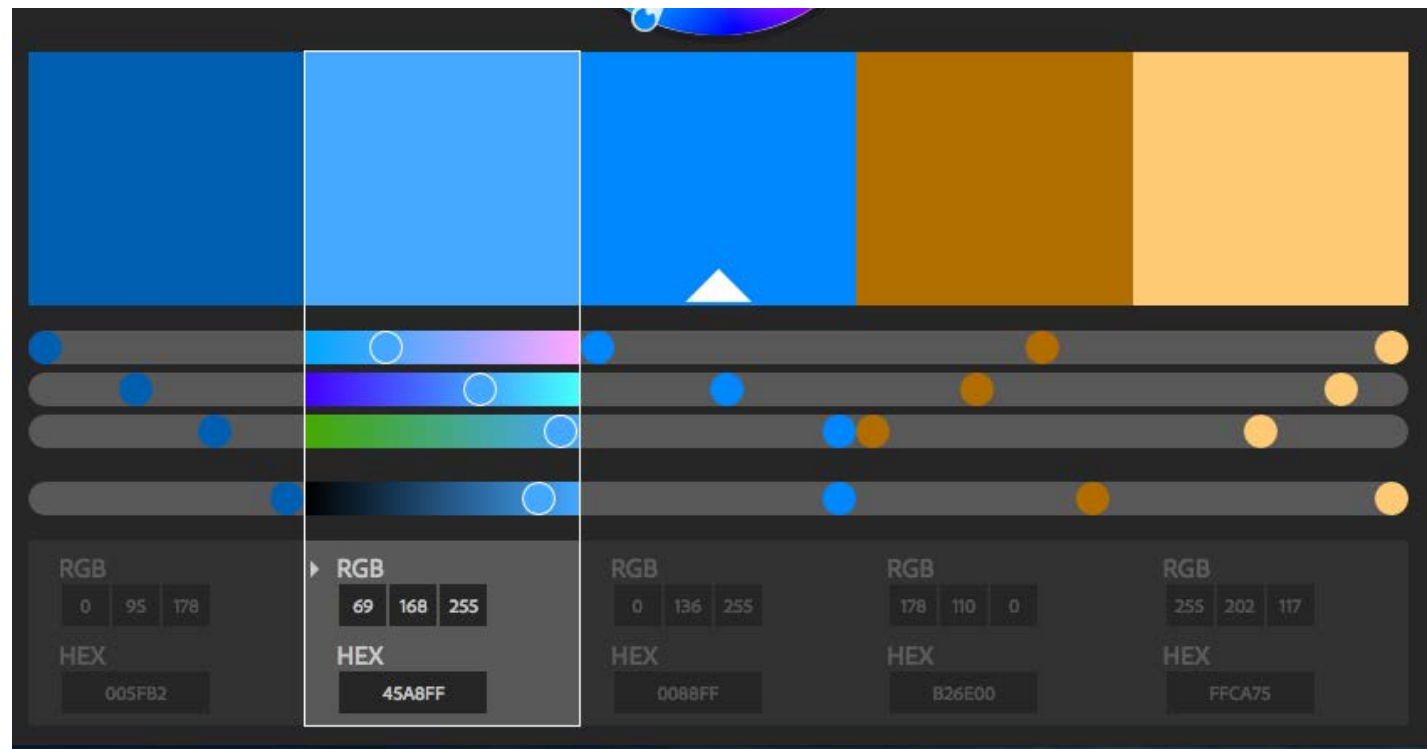 RGB RGB RGB RGB RGB
0 95 178 69 168 255 0 136 255 178 110 0 255 202 117
HEX HEX HEX HEX HEX
005FB2 45A8FF 0088FF B26E00 FFCA75